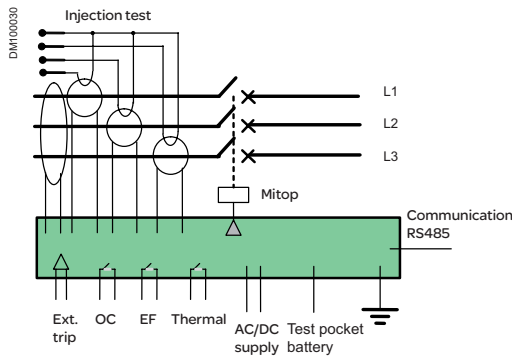 DM100030
Injection test
L1
L2
L3
Mitop
Communication
RS485
Ext.
trip
OC
EF
Thermal
AC/DC
supply
Test pocket
battery